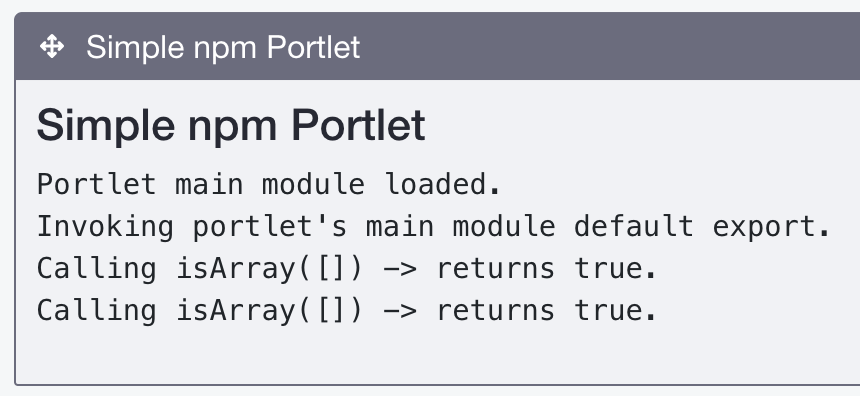 Simple npm Portlet
Simple npm Portlet
Portlet main module loaded.
Invoking portlet's main module default export.
Calling isArray([]) -> returns true.
Calling isArray([]) -> returns true.